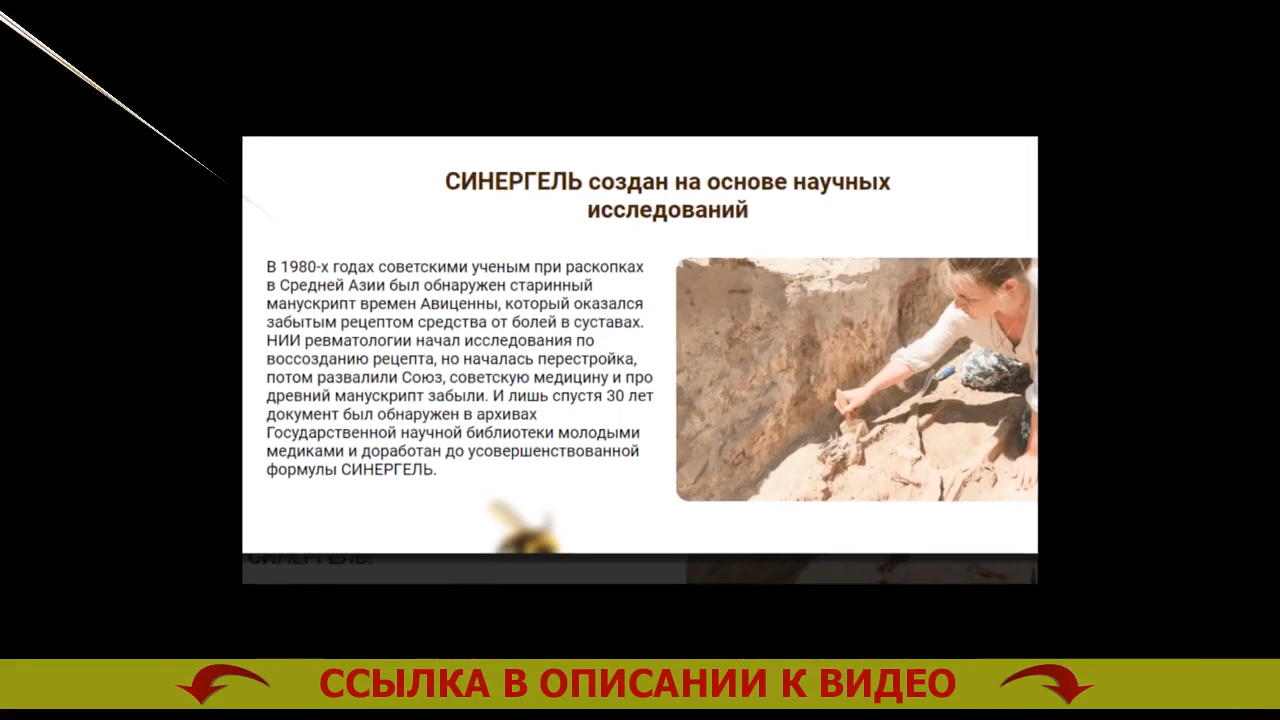 СИНЕРГЕЛЬ создан на основе научных
исследований
В 1980-х годах советскими ученым при раскопках
в Средней Азии был обнаружен старинный
манускрипт времен Авиценны, который оказался
забытым рецептом средства от болей в суставах.
НИИ ревматологии начал исследования по
воссозданию рецепта, но началась перестройка,
потом развалили Союз, советскую медицину и про
древний манускрипт забыли. И лишь спустя 30 лет
документ был обнаружен в архивах
Государственной научной библиотеки молодыми
медиками и доработан до усовершенствованной
формулы СИНЕРГЕЛЬ.
ССЫЛКА В ОПИСАНИИ К ВИДЕО